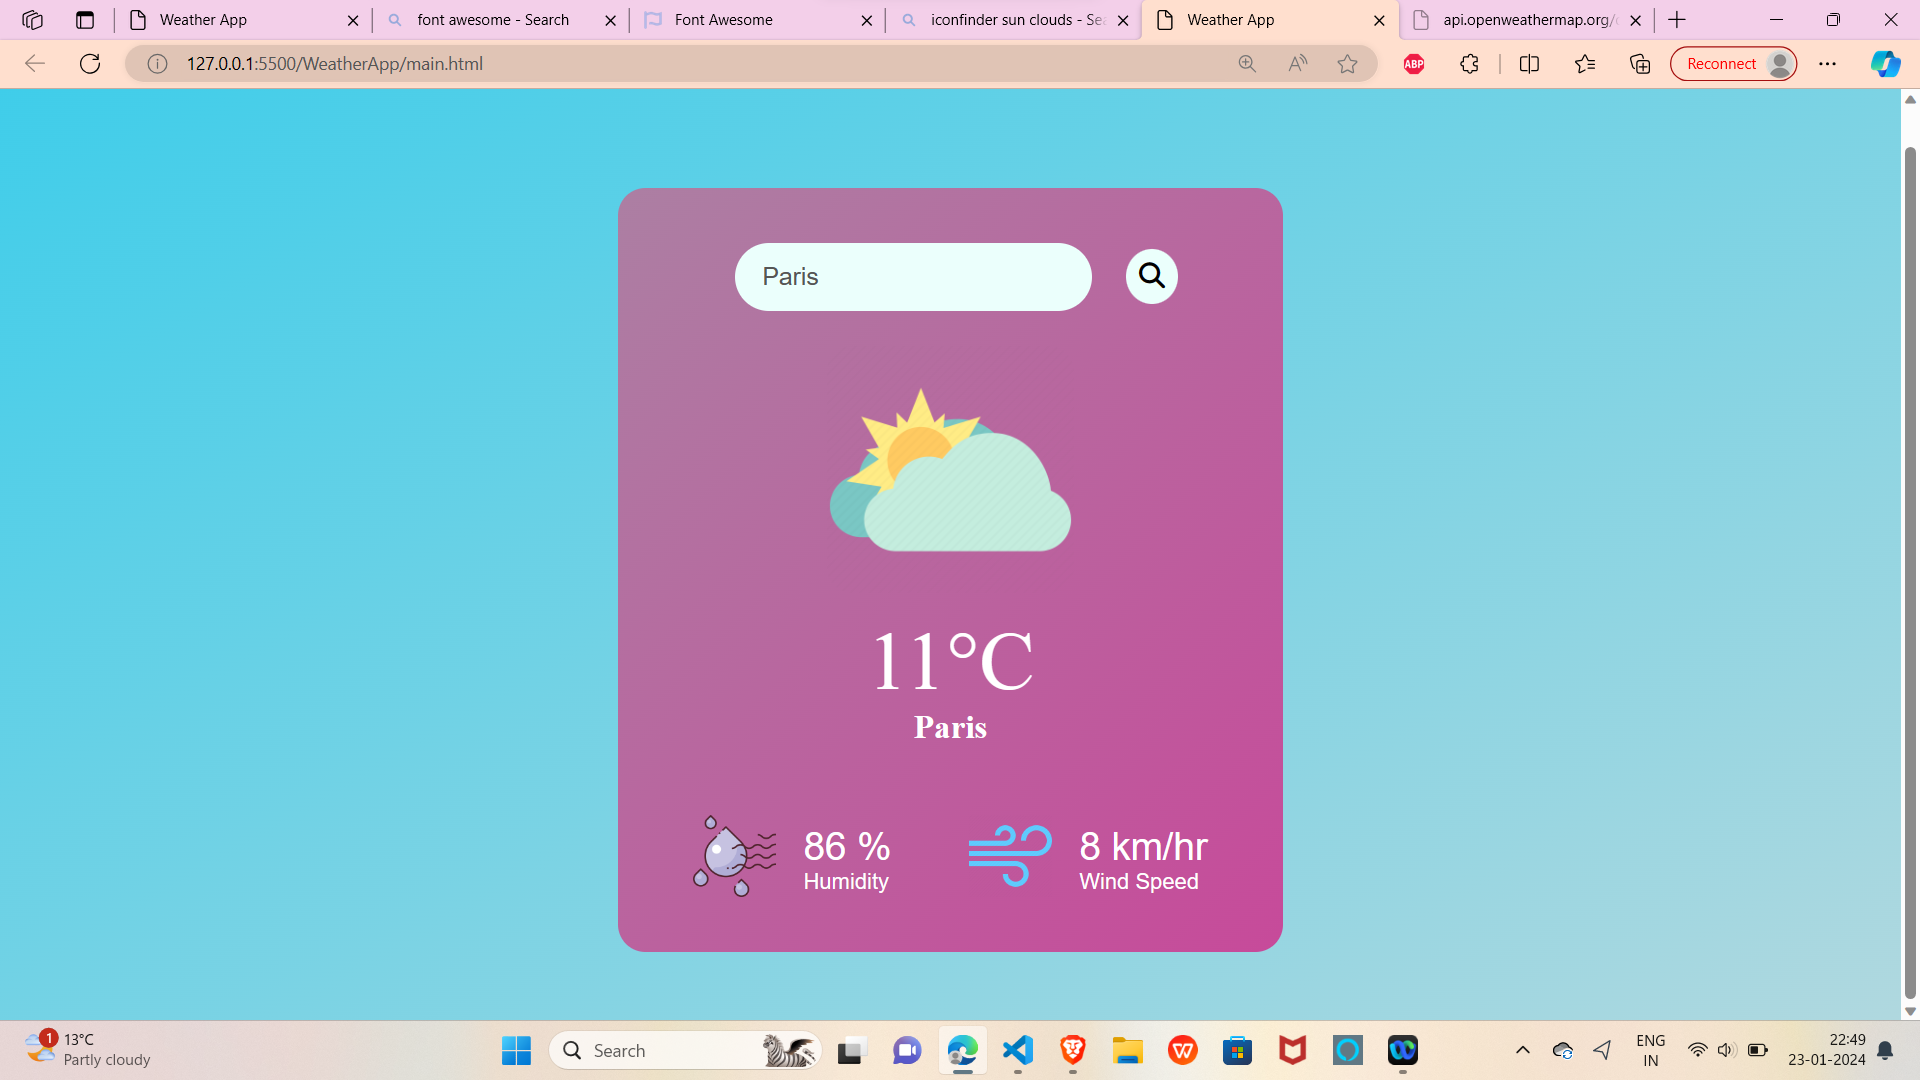 Weather App
font awesome - Search
Font Awesome
iconfinder sun clouds - Sea
Weather App
api.openweathermap.org/
127.0.0.1:5500/WeatherApp/main.html
ABP
Reconnect
Paris
11°C
Paris
86 %
Humidity
8 km/hr
Wind Speed
1
13°C
Partly cloudy
Search
ENG
IN
22:49
23-01-2024